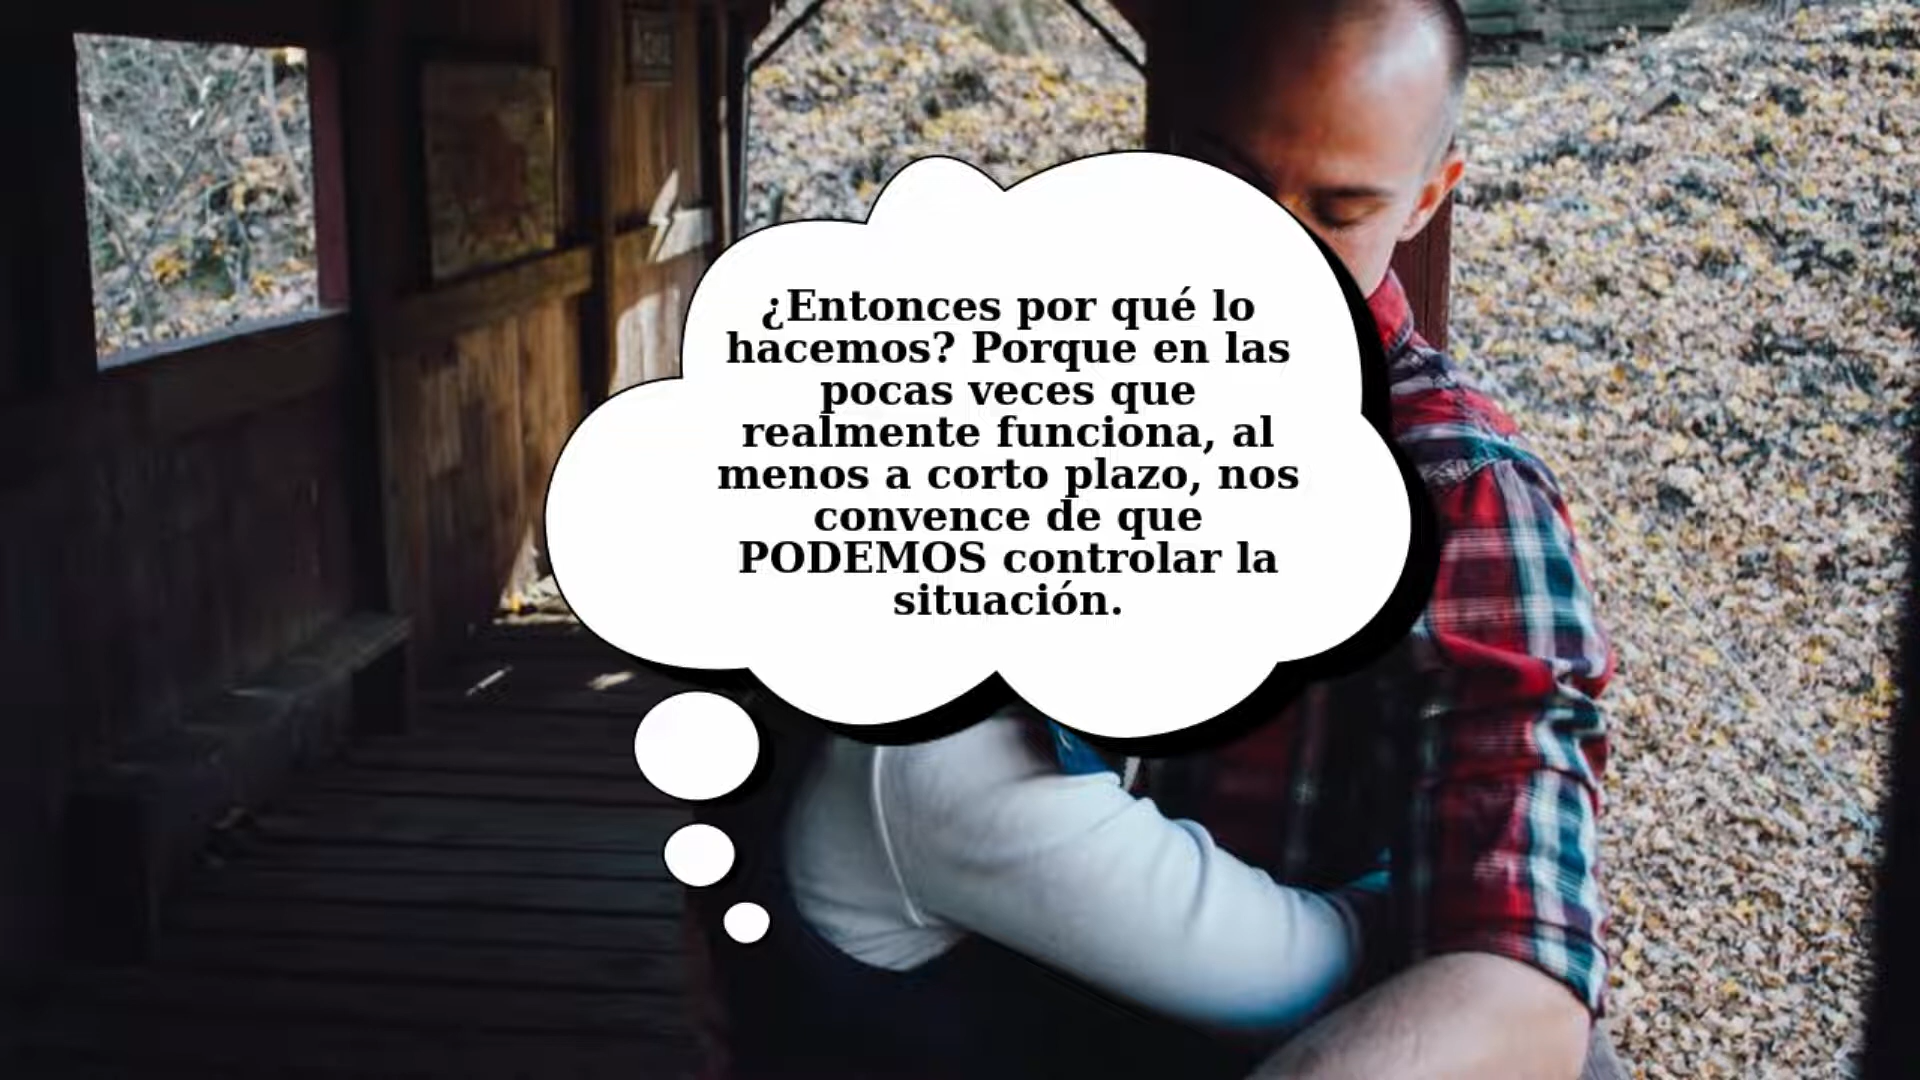 ¿Entonces por qué lo
hacemos? Porque en las
pocas veces que
realmente funciona, al
menos a corto plazo, nos
convence de que
PODEMOS controlar la
situación.